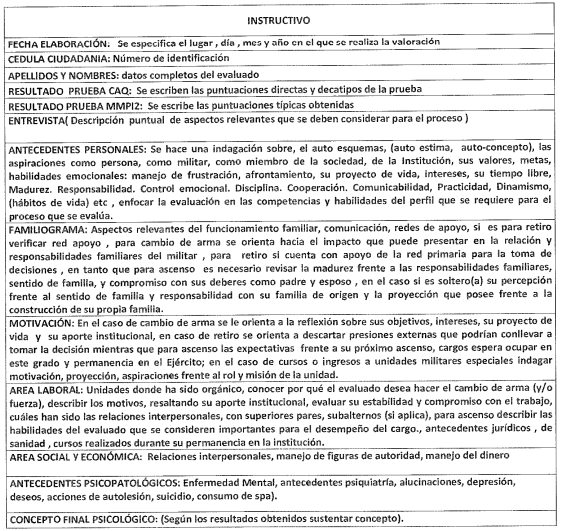 INSTRUCTIVO
FECHA ELABORACIÓN: Se especifica el lugar , día , mes y año en el que se realiza la valoración
CEDULA CIUDADANIA: Número de identificación
APELLIDOS Y NOMBRES: datos completos del evaluado
RESULTADO PRUEBA CAQ: Se escriben las puntuaciones directas y decatipos de la prueba
RESULTADO PRUEBA MMPI2: Se escribe las puntuaciones típicas obtenidas
ENTREVISTA( Descripción puntual de aspectos relevantes que se deben considerar para el proceso )
ANTECEDENTES PERSONALES: Se hace una indagación sobre, el auto esquemas, (auto estima, auto-concepto), las
aspiraciones como persona, como militar, como miembro de la sociedad, de la Institución, sus valores, metas,
habilidades emocionales: manejo de frustración, afrontamiento, su proyecto de vida, intereses, su tiempo libre,
Madurez. Responsabilidad. Control emocional. Disciplina. Cooperación. Comunicabilidad, Practicidad, Dinamismo,
(hábitos de vida) etc , enfocar la evaluación en las competencias y habilidades del perfil que se requiere para el
proceso que se evalúa.
FAMILIOGRAMA: Aspectos relevantes del funcionamiento familiar, comunicación, redes de apoyo, si es para retiro
verificar red apoyo , para cambio de arma se orienta hacia el impacto que puede presentar en la relación y
responsabilidades familiares del militar , para retiro si cuenta con apoyo de la red primaria para la toma de
decisiones , en tanto que para ascenso es necesario revisar la madurez frente a las responsabilidades familiares,
sentido de familia, y compromiso con sus deberes como padre y esposo , en el caso si es soltero(a) su percepción
frente al sentido de familia y responsabilidad con su familia de origen y la proyección que posee frente a la
construcción de su propia familia.
MOTIVACIÓN: En el caso de cambio de arma se le orienta a la reflexión sobre sus objetivos, intereses, su proyecto de
vida y su aporte institucional, en caso de retiro se orienta a descartar presiones externas que podrían conllevar a
tomar la decisión mientras que para ascenso las expectativas frente a su próximo ascenso, cargos espera ocupar en
este grado y permanencia en el Ejército; en el caso de cursos o ingresos a unidades militares especiales indagar
motivación, proyección, aspiraciones frente al rol y misión de la unidad.
AREA LABORAL: Unidades donde ha sido orgánico, conocer por qué el evaluado desea hacer el cambio de arma (y/o
fuerza), describir los motivos, resaltando su aporte institucional, evaluar su estabilidad y compromiso con el trabajo,
cuáles han sido las relaciones interpersonales, con superiores pares, subalternos (si aplica), para ascenso describir las
habilidades del evaluado que se consideren importantes para el desempeño del cargo., antecedentes jurídicos , de
sanidad , cursos realizados durante su permanencia en la institución.
AREA SOCIAL Y ECONÓMICA: Relaciones interpersonales, manejo de figuras de autoridad, manejo del dinero
ANTECEDENTES PSICOPATOLÓGICOS: Enfermedad Mental, antecedentes psiquiatría, alucinaciones, depresión,
deseos, acciones de autolesión, suicidio, consumo de spa).
CONCEPTO FINAL PSICOLÓGICO: (Según los resultados obtenidos sustentar concepto).